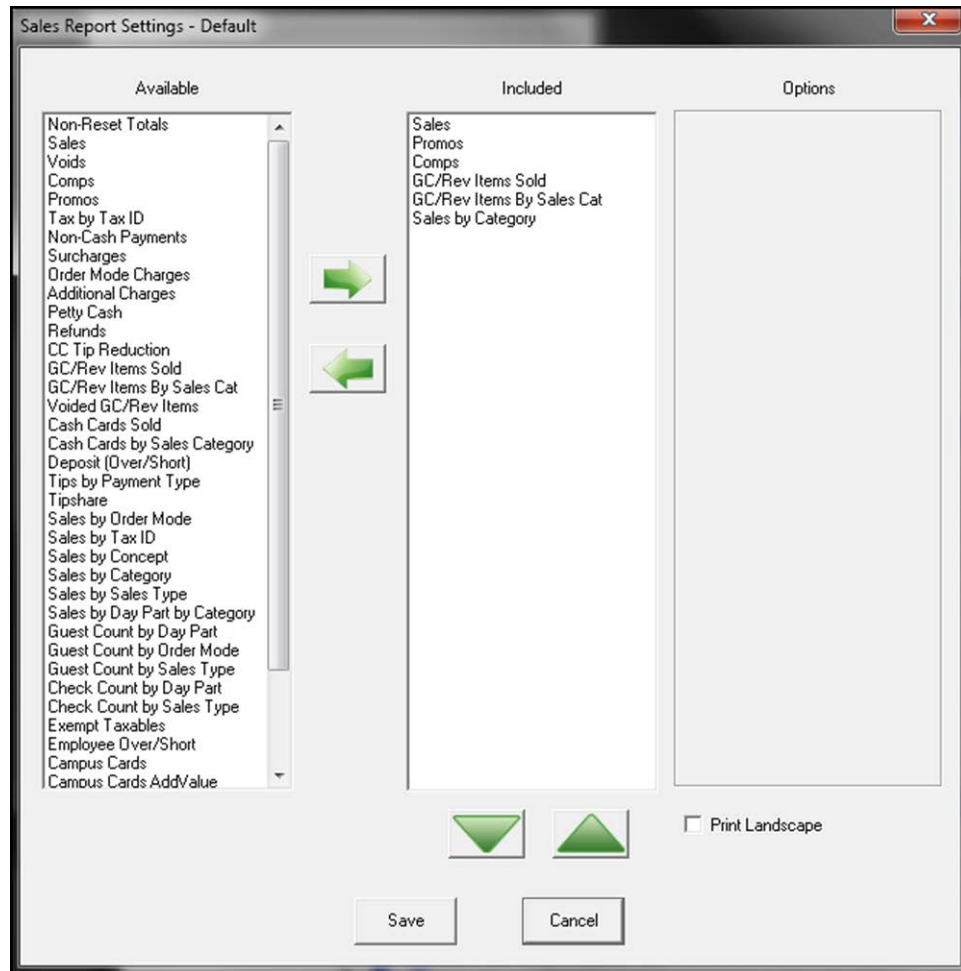 Sales Report Settings - Default
Available
Non-Reset Totals
Sales
Voids
Comps
Promos
Tax by Tax ID
Non-Cash Payments
Surcharges
Order Mode Charges
Additional Charges
Petty Cash
Refunds
CC Tip Reduction
GC/Rev Items Sold
GC/Rev Items By Sales Cat
Voided GC/Rev Items
Cash Cards Sold
Cash Cards by Sales Category
Deposit (Over/Short)
Tips by Payment Type
Tipshare
Sales by Order Mode
Sales by Tax ID
Sales by Concept
Sales by Category
Sales by Sales Type
Sales by Day Part by Category
Guest Count by Day Part
Guest Count by Order Mode
Guest Count by Sales Type
Check Count by Day Part
Check Count by Sales Type
Exempt Taxables
Employee Over/Short
Campus Cards
Campus Cards AddValue
Included
Sales
Promos
Comps
GC/Rev Items Sold
GC/Rev Items By Sales Cat
Sales by Category
Options
Print Landscape
Save
Cancel